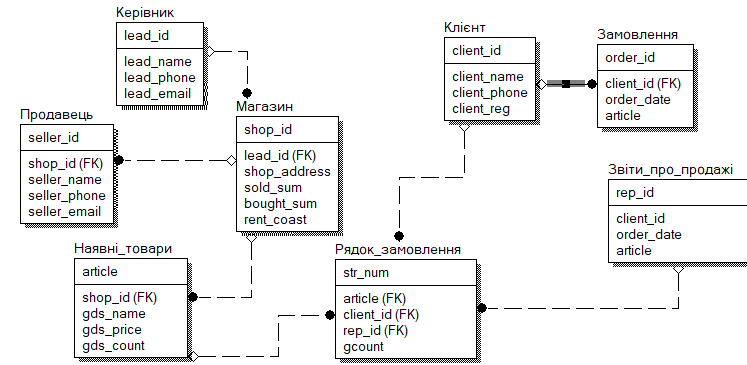 Керівник
lead_id
lead_name
lead_phone
lead_email
Клієнт
client_id
client_name
client_phone
client_reg
Замовлення
order_id
client_id (FK)
order_date
article
Продавець
seller_id
shop_id (FK)
seller_name
seller_phone
seller_email
Магазин
shop_id
lead_id (FK)
shop_address
sold_sum
bought_sum
rent_coast
Звіти_про_продажі
rep_id
client_id
order_date
article
Наявні_товари
article
shop_id (FK)
gds_name
gds_price
gds_count
Рядок_замовлення
str_num
article (FK)
client_id (FK)
rep_id (FK)
gcount